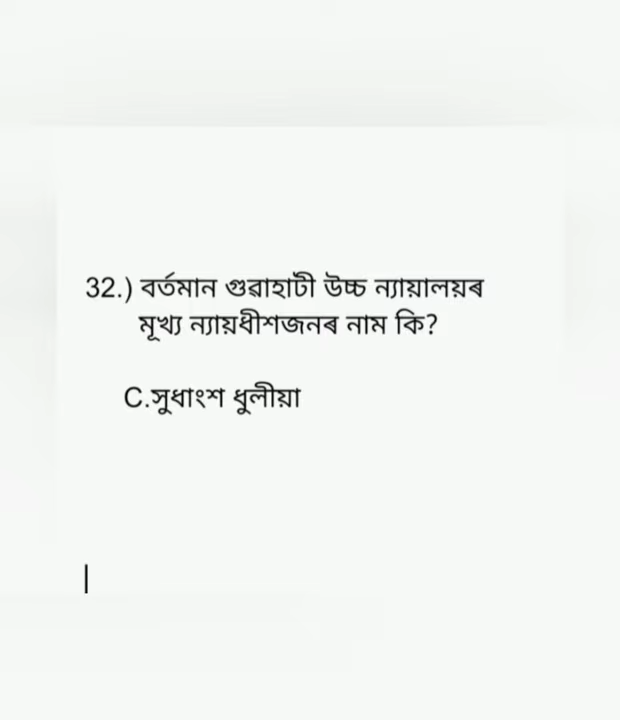 32.) বৰ্তমান গুৱাহাটী উচ্চ ন্যায়ালয়ৰ
মূখ্য ন্যায়ধীশজনৰ নাম কি?
C.সুধাংশ ধুলীয়া